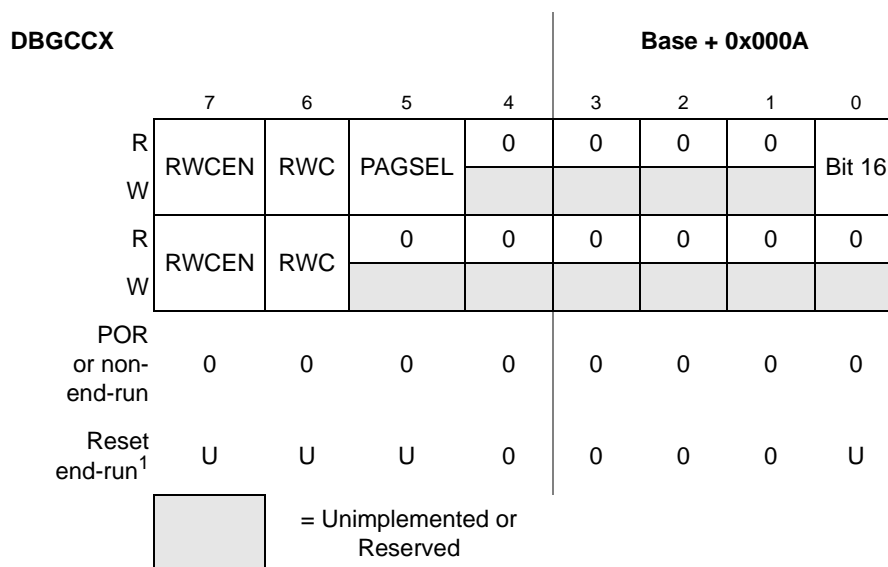 DBGCCX Base + 0x000A
7 6 5 4 3 2 1 0
R RWCEN RWC PAGSEL 0 0 0 0 Bit 16
W
R RWCEN RWC 0 0 0 0 0 0
W
POR
or non-
end-run 0 0 0 0 0 0 0 0
Reset
end-run1 U U U 0 0 0 0 U
= Unimplemented or
Reserved